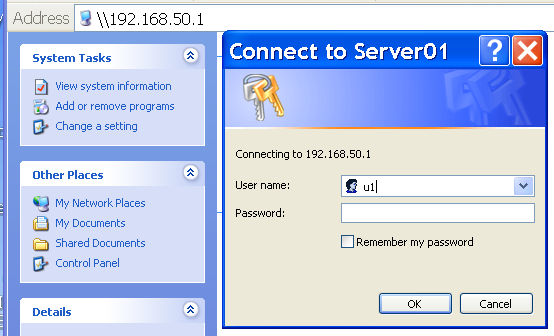 Address \\192.168.50.1
System Tasks
View system information
Add or remove programs
Change a setting
Other Places
My Network Places
My Documents
Shared Documents
Control Panel
Details
Connect to Server01
Connecting to 192.168.50.1
User name: u1
Password:
Remember my password
OK Cancel